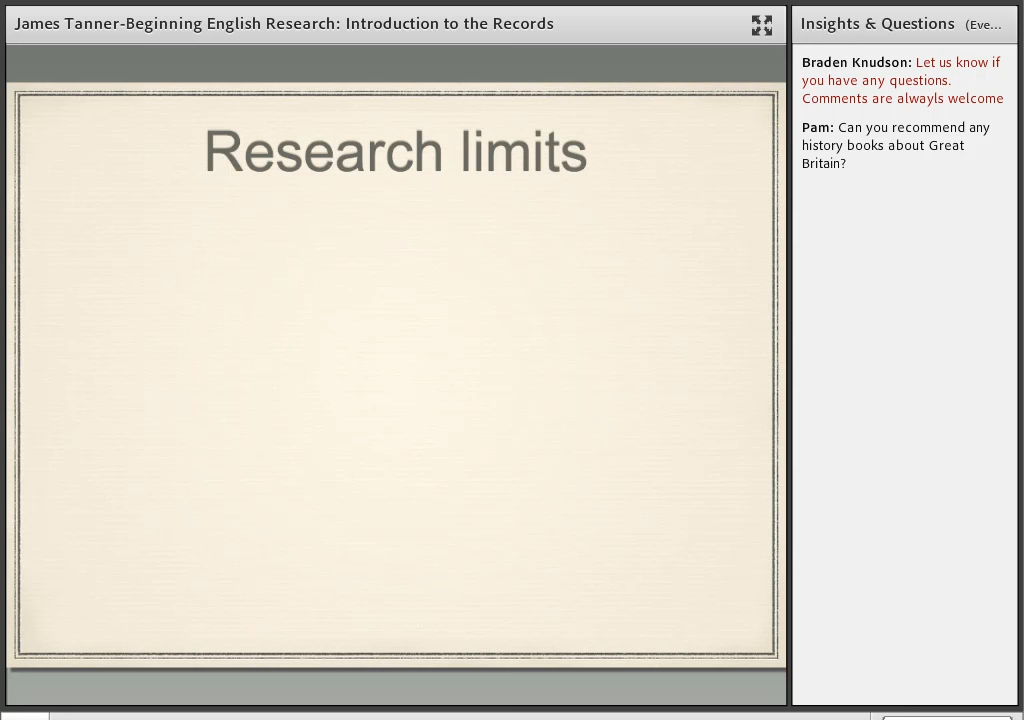 James Tanner-Beginning English Research: Introduction to the Records
Research limits
Insights & Questions (Eve...
Braden Knudson: Let us know if
you have any questions.
Comments are alwayls welcome
Pam: Can you recommend any
history books about Great
Britain?